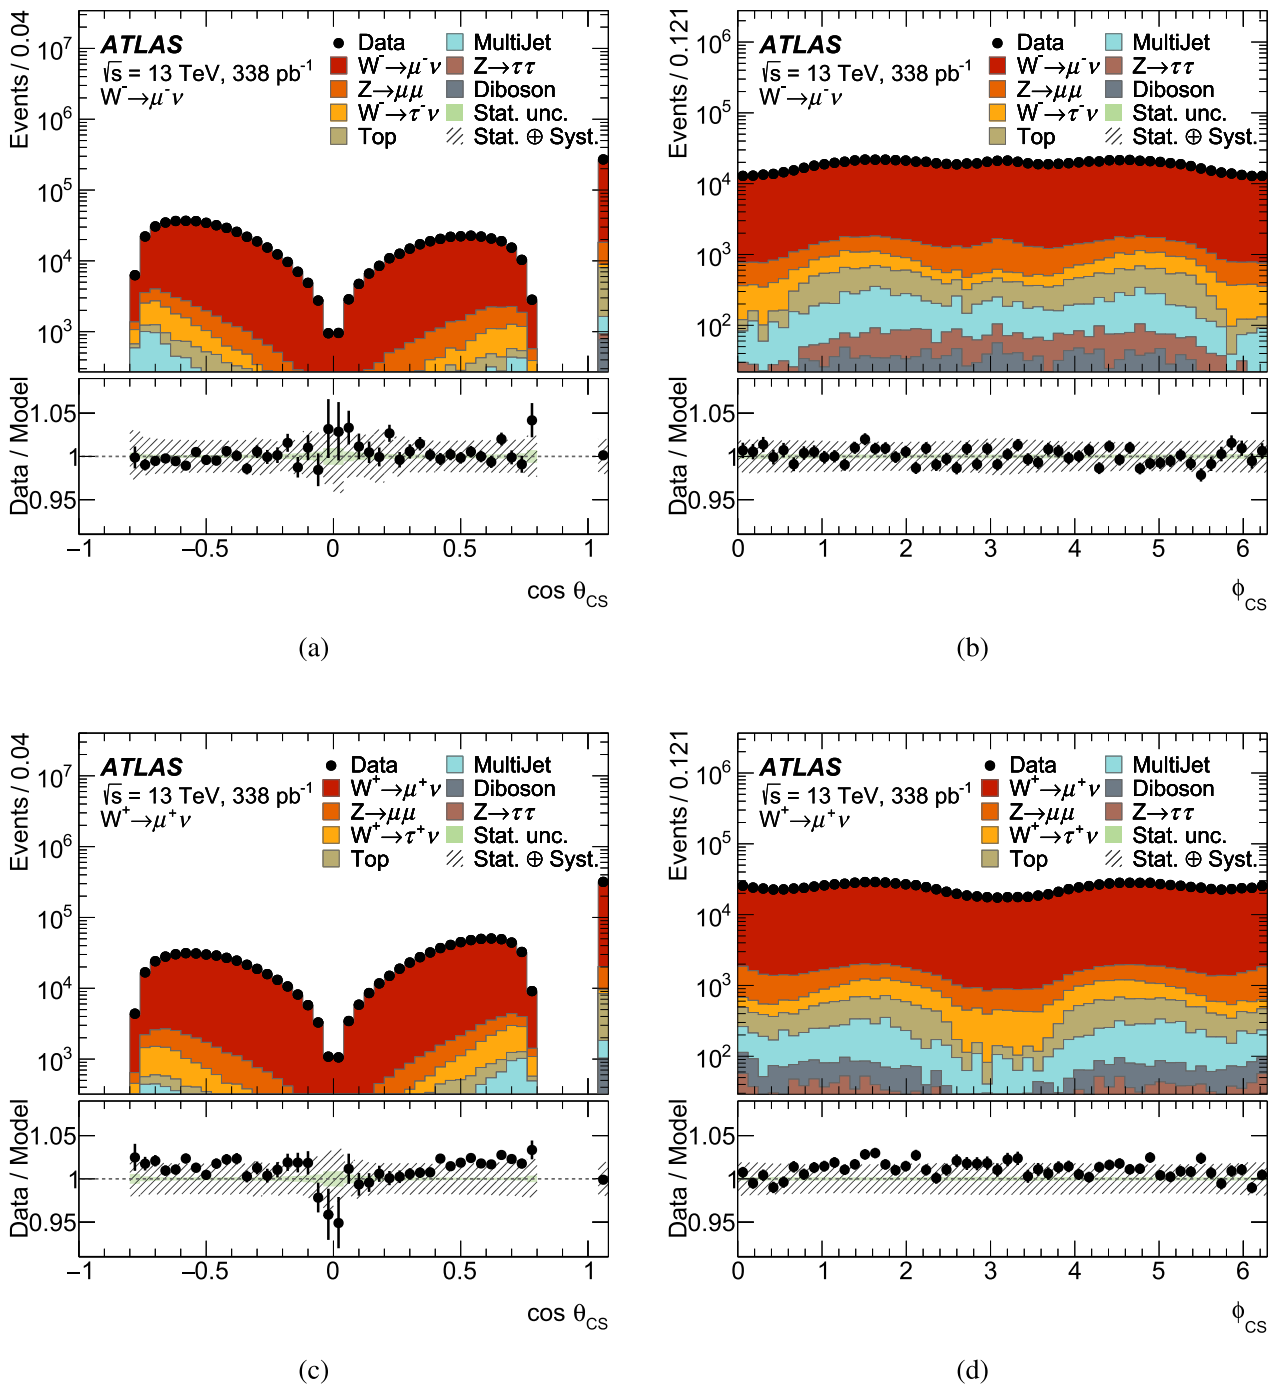 Events / 0.04
10⁷
10⁶
10⁵
10⁴
10³
ATLAS
√s = 13 TeV, 338 pb⁻¹
W⁻→μ⁻ν
Data
W⁻→μ⁻ν
Z→μμ
W⁻→τ⁻ν
Top
MultiJet
Z→ττ
Diboson
Stat. unc.
Stat. ⊕ Syst.
Data / Model
1.05
1
0.95
−1 −0.5 0 0.5 1
cos θCS
(a)
Events / 0.121
10⁶
10⁵
10⁴
10³
10²
ATLAS
√s = 13 TeV, 338 pb⁻¹
W⁻→μ⁻ν
Data
W⁻→μ⁻ν
Z→μμ
W⁻→τ⁻ν
Top
MultiJet
Z→ττ
Diboson
Stat. unc.
Stat. ⊕ Syst.
Data / Model
1.05
1
0.95
0 1 2 3 4 5 6
ϕCS
(b)
Events / 0.04
10⁷
10⁶
10⁵
10⁴
10³
ATLAS
√s = 13 TeV, 338 pb⁻¹
W⁺→μ⁺ν
Data
W⁺→μ⁺ν
Z→μμ
W⁺→τ⁺ν
Top
MultiJet
Diboson
Z→ττ
Stat. unc.
Stat. ⊕ Syst.
Data / Model
1.05
1
0.95
−1 −0.5 0 0.5 1
cos θCS
(c)
Events / 0.121
10⁶
10⁵
10⁴
10³
10²
ATLAS
√s = 13 TeV, 338 pb⁻¹
W⁺→μ⁺ν
Data
W⁺→μ⁺ν
Z→μμ
W⁺→τ⁺ν
Top
MultiJet
Diboson
Z→ττ
Stat. unc.
Stat. ⊕ Syst.
Data / Model
1.05
1
0.95
0 1 2 3 4 5 6
ϕCS
(d)